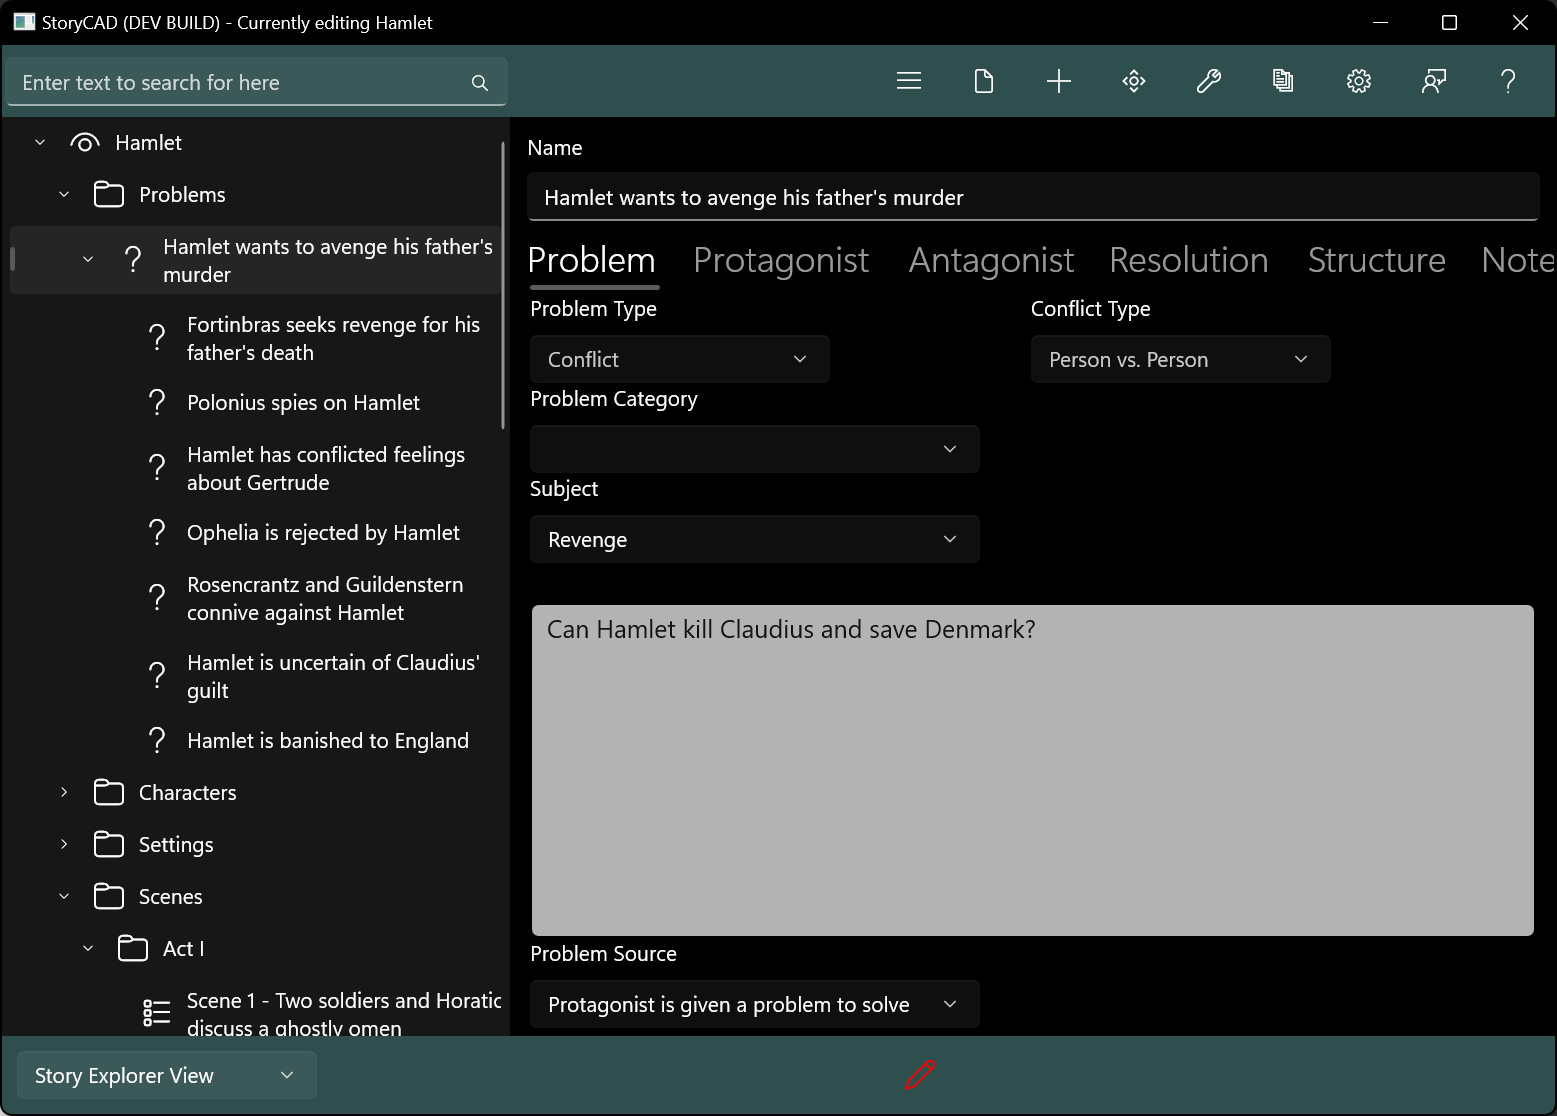 StoryCAD (DEV BUILD) - Currently editing Hamlet
Enter text to search for here
Hamlet
Problems
Hamlet wants to avenge his father's
murder
Fortinbras seeks revenge for his
father's death
Polonius spies on Hamlet
Hamlet has conflicted feelings
about Gertrude
Ophelia is rejected by Hamlet
Rosencrantz and Guildenstern
connive against Hamlet
Hamlet is uncertain of Claudius'
guilt
Hamlet is banished to England
Characters
Settings
Scenes
Act I
Scene 1 - Two soldiers and Horatio
discuss a ghostly omen
Story Explorer View
Name
Hamlet wants to avenge his father's murder
Problem Protagonist Antagonist Resolution Structure Note
Problem Type
Conflict
Conflict Type
Person vs. Person
Problem Category
Subject
Revenge
Can Hamlet kill Claudius and save Denmark?
Problem Source
Protagonist is given a problem to solve